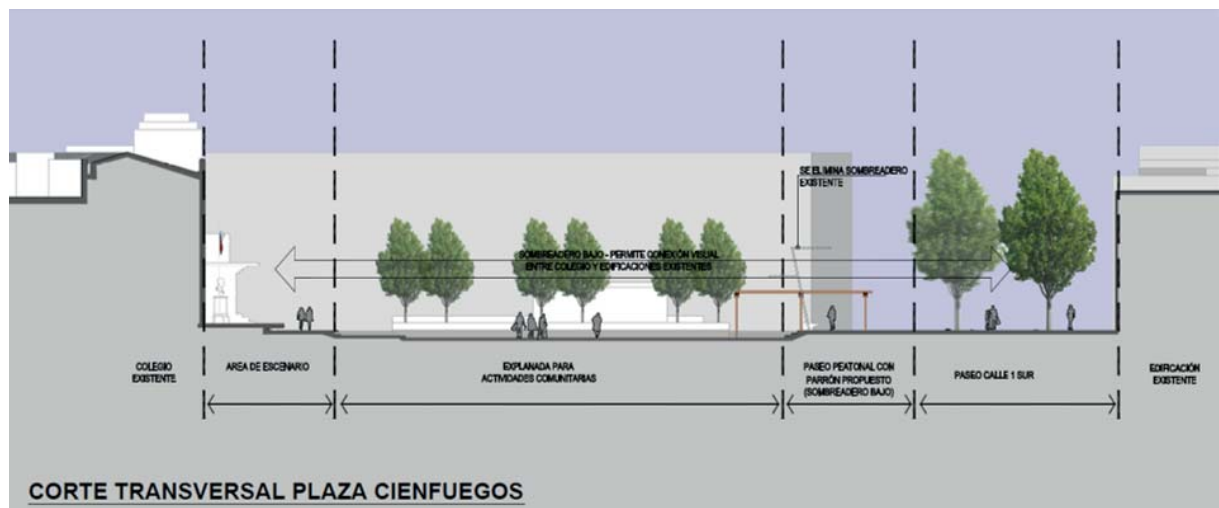 SE ELIMINA SOMBREADERO
EXISTENTE
SOMBREADERO BAJO - PERMITE CONEXIÓN VISUAL
ENTRE COLEGIO Y EDIFICACIONES EXISTENTES
COLEGIO
EXISTENTE
AREA DE ESCENARIO
EXPLANADA PARA
ACTIVIDADES COMUNITARIAS
PASEO PEATONAL CON
PARRÓN PROPUESTO
(SOMBREADERO BAJO)
PASEO CALLE 1 SUR
EDIFICACIÓN
EXISTENTE
CORTE TRANSVERSAL PLAZA CIENFUEGOS